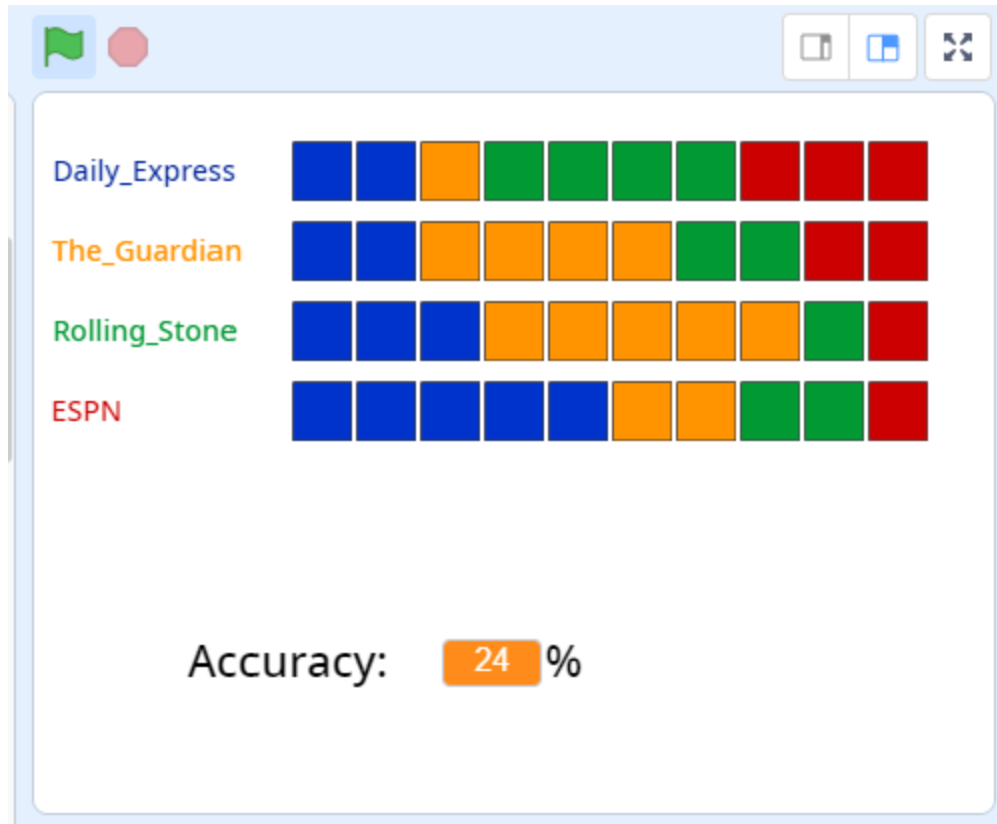 Daily_Express
The_Guardian
Rolling_Stone
ESPN
Accuracy: 24 %